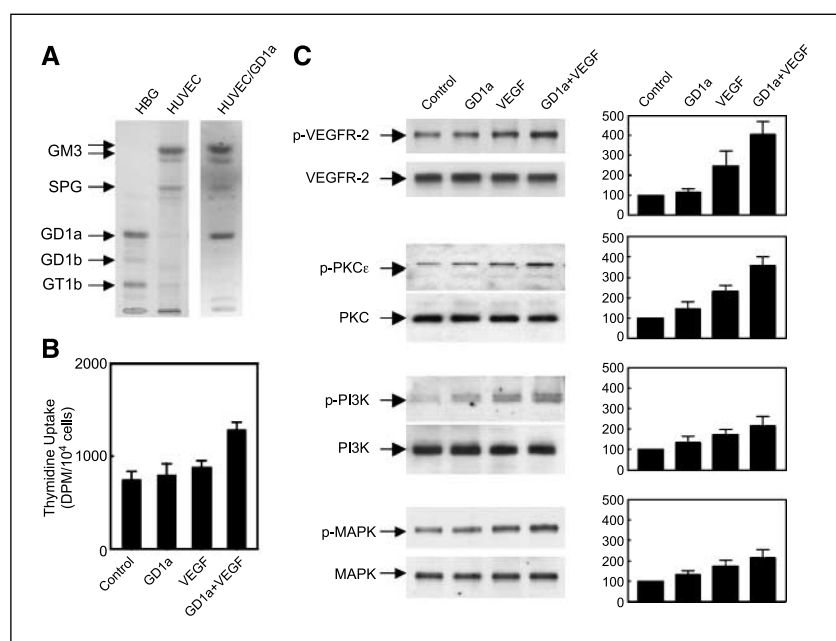 A
HBG
HUVEC
HUVEC/GD1a
GM3
SPG
GD1a
GD1b
GT1b
B
Thymidine Uptake
(DPM/10⁴ cells)
2000
1000
0
Control
GD1a
VEGF
GD1a+VEGF
C
Control
GD1a
VEGF
GD1a+VEGF
p-VEGFR-2
VEGFR-2
p-PKCε
PKC
p-PI3K
PI3K
p-MAPK
MAPK
Control
GD1a
VEGF
GD1a+VEGF
500
400
300
200
100
0
500
400
300
200
100
0
500
400
300
200
100
0
500
400
300
200
100
0